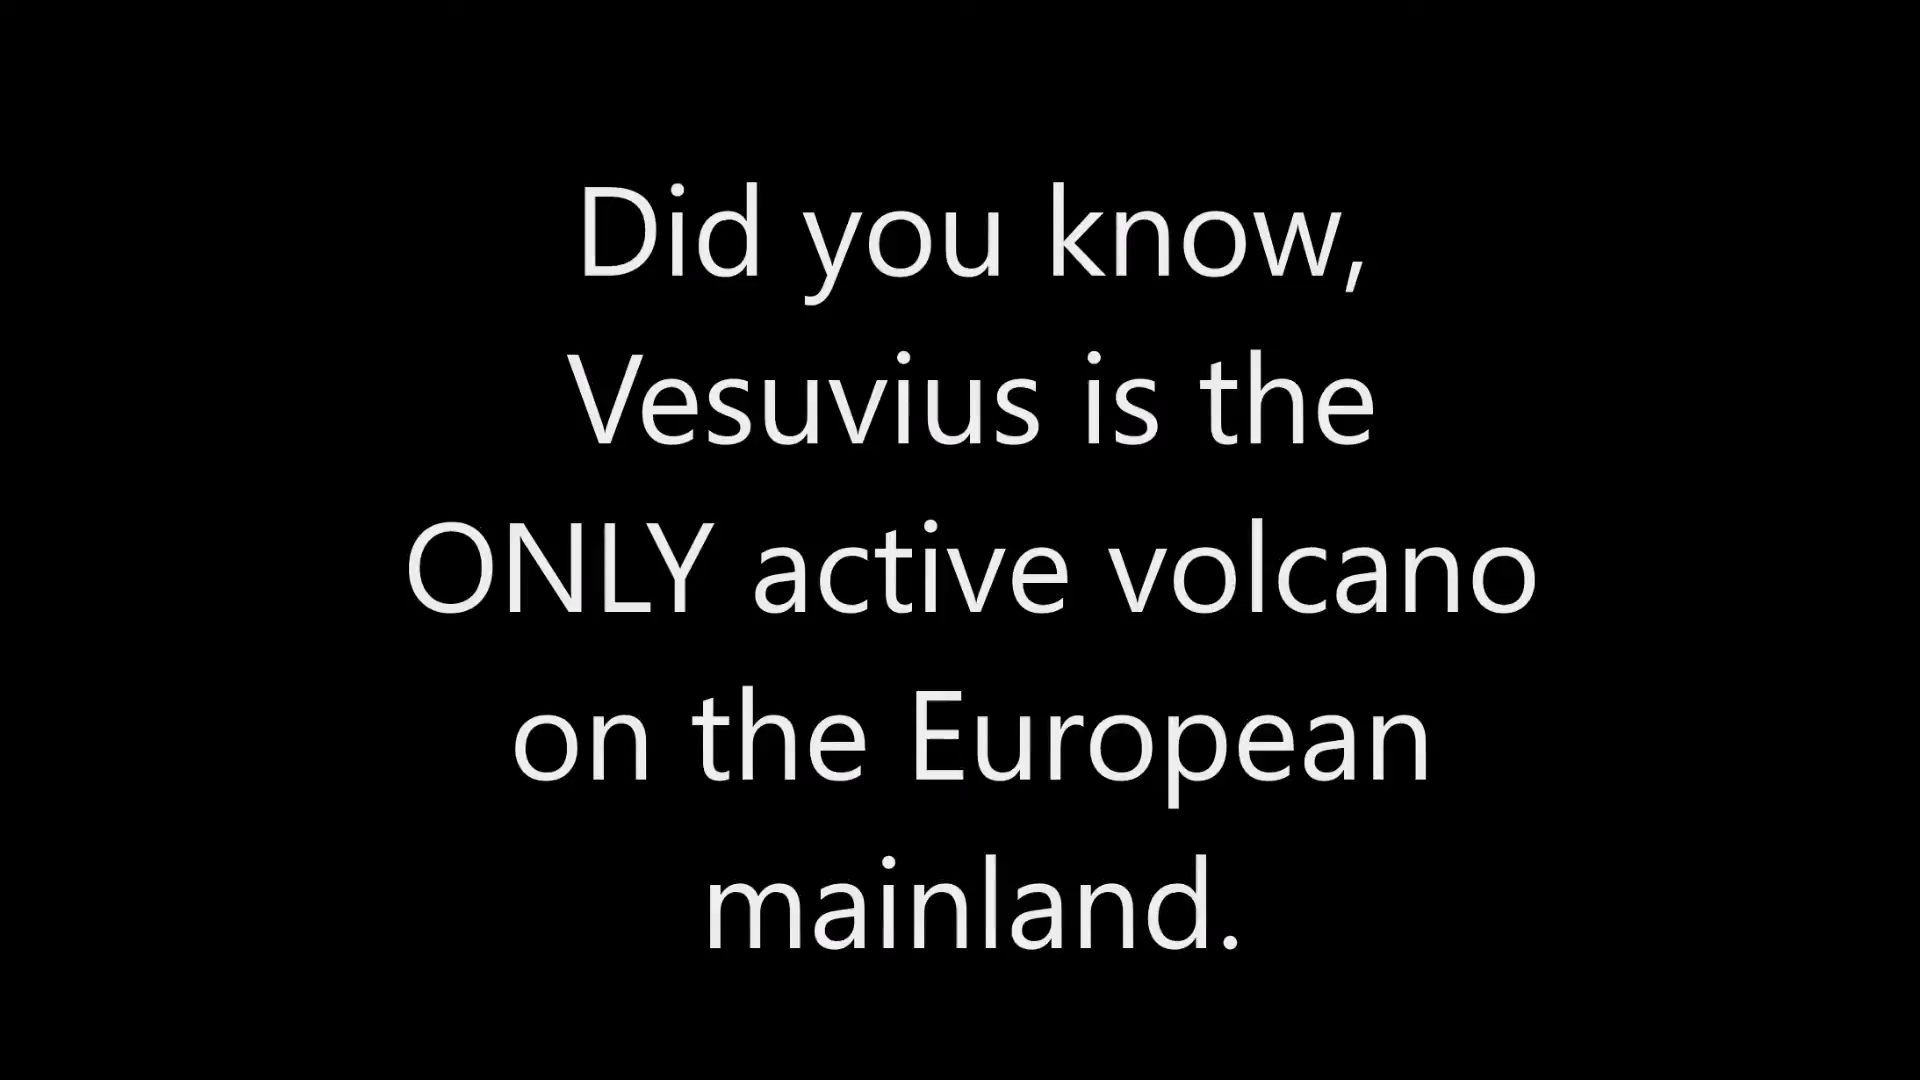 Did you know,
Vesuvius is the
ONLY active volcano
on the European
mainland.